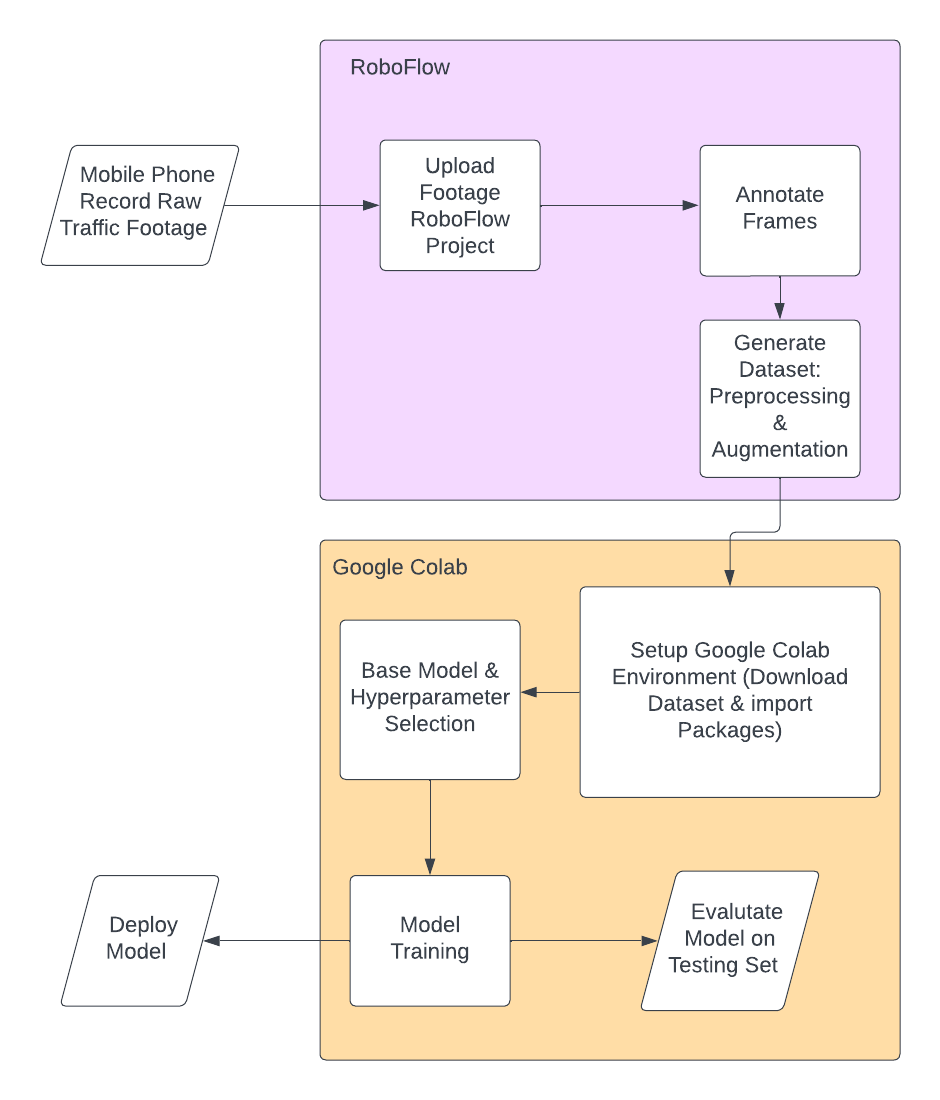 RoboFlow
Mobile Phone
Record Raw
Traffic Footage
Upload
Footage
RoboFlow
Project
Annotate
Frames
Generate
Dataset:
Preprocessing
&
Augmentation
Google Colab
Setup Google Colab
Environment (Download
Dataset & import
Packages)
Base Model &
Hyperparameter
Selection
Model
Training
Deploy
Model
Evalutate
Model on
Testing Set